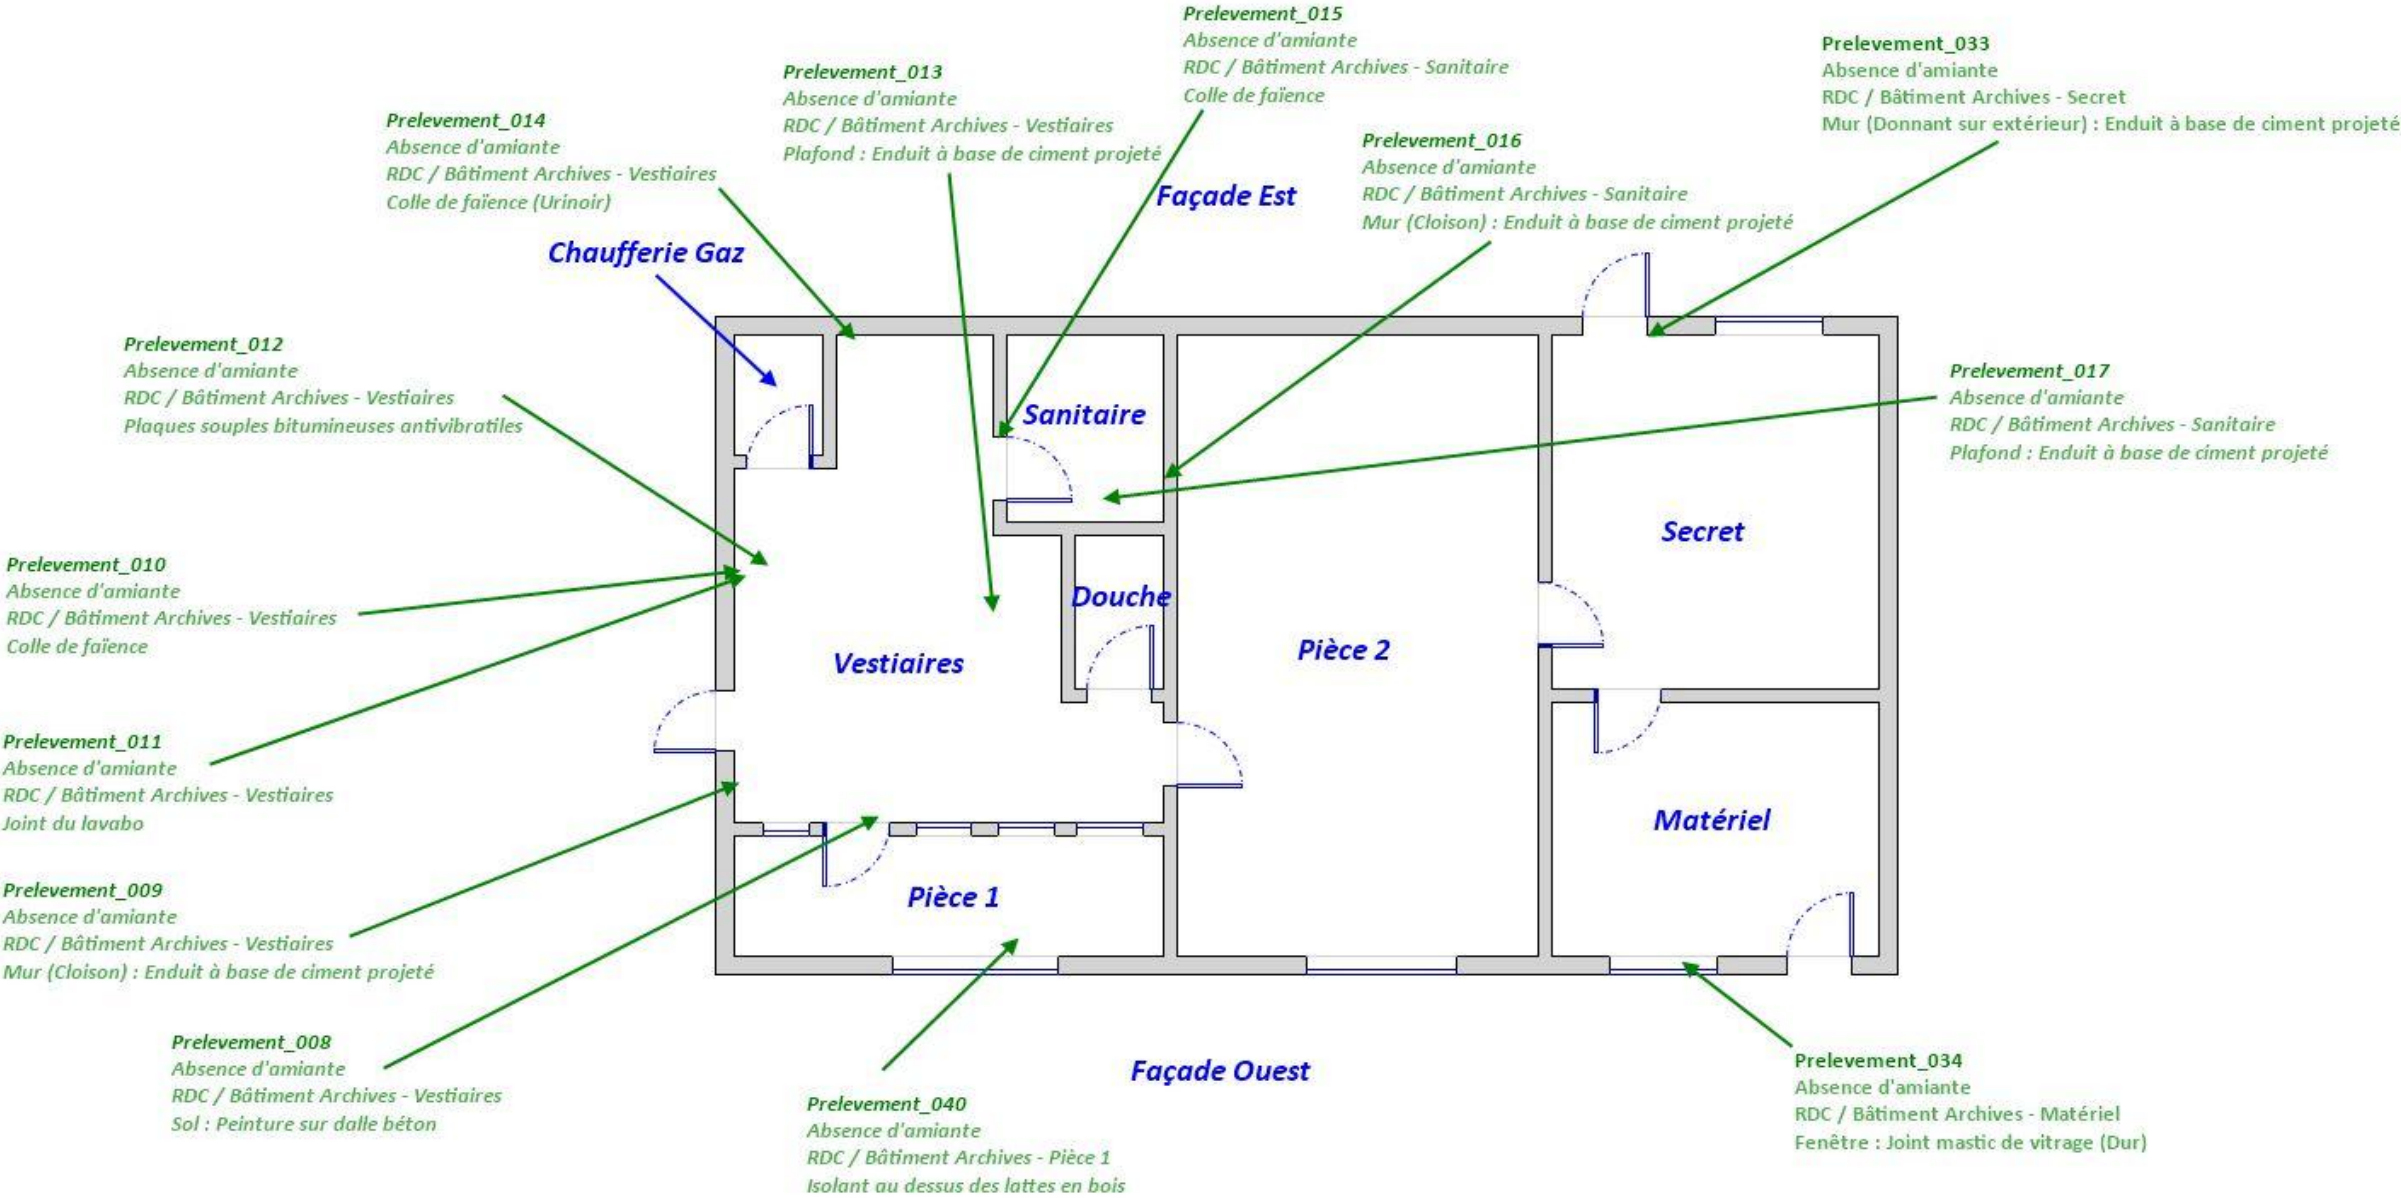 Prelevement_015
Absence d'amiante
RDC / Bâtiment Archives - Sanitaire
Colle de faïence
Prelevement_033
Absence d'amiante
RDC / Bâtiment Archives - Secret
Mur (Donnant sur extérieur) : Enduit à base de ciment projeté
Prelevement_013
Absence d'amiante
RDC / Bâtiment Archives - Vestiaires
Plafond : Enduit à base de ciment projeté
Prelevement_014
Absence d'amiante
RDC / Bâtiment Archives - Vestiaires
Colle de faïence (Urinoir)
Prelevement_016
Absence d'amiante
RDC / Bâtiment Archives - Sanitaire
Mur (Cloison) : Enduit à base de ciment projeté
Façade Est
Chaufferie Gaz
Prelevement_012
Absence d'amiante
RDC / Bâtiment Archives - Vestiaires
Plaques souples bitumineuses antivibratiles
Prelevement_017
Absence d'amiante
RDC / Bâtiment Archives - Sanitaire
Plafond : Enduit à base de ciment projeté
Sanitaire
Secret
Prelevement_010
Absence d'amiante
RDC / Bâtiment Archives - Vestiaires
Colle de faïence
Douche
Pièce 2
Vestiaires
Prelevement_011
Absence d'amiante
RDC / Bâtiment Archives - Vestiaires
Joint du lavabo
Matériel
Prelevement_009
Absence d'amiante
RDC / Bâtiment Archives - Vestiaires
Mur (Cloison) : Enduit à base de ciment projeté
Pièce 1
Prelevement_008
Absence d'amiante
RDC / Bâtiment Archives - Vestiaires
Sol : Peinture sur dalle béton
Façade Ouest
Prelevement_040
Absence d'amiante
RDC / Bâtiment Archives - Pièce 1
Isolant au dessus des lattes en bois
Prelevement_034
Absence d'amiante
RDC / Bâtiment Archives - Matériel
Fenêtre : Joint mastic de vitrage (Dur)